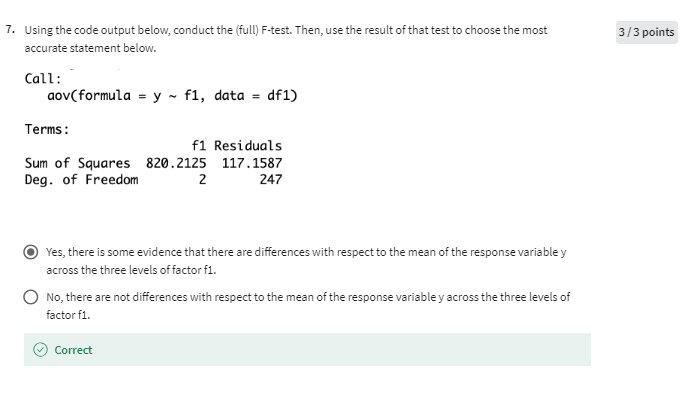 7. Using the code output below, conduct the (full) F-test. Then, use the result of that test to choose the most
3 / 3 points
accurate statement below.
Call:
aov(formula = y ~ f1, data = df1)
Terms:
f1 Residuals
Sum of Squares 820.2125 117.1587
Deg. of Freedom 2 247
Yes, there is some evidence that there are differences with respect to the mean of the response variable y
across the three levels of factor f1.
No, there are not differences with respect to the mean of the response variable y across the three levels of
factor f1.
Correct